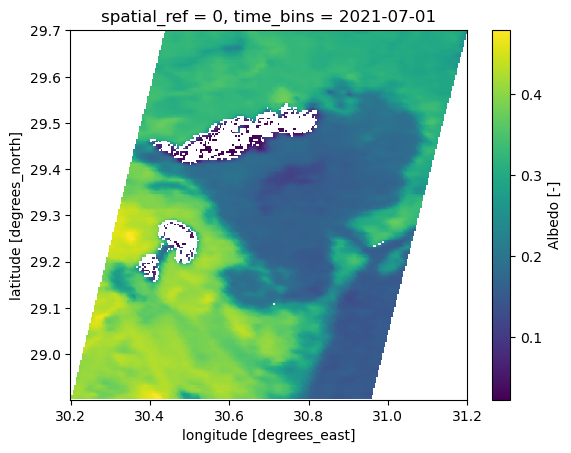 spatial_ref = 0, time_bins = 2021-07-01
29.7
29.6
29.5
29.4
29.3
29.2
29.1
29.0
latitude [degrees_north]
30.2 30.4 30.6 30.8 31.0 31.2
longitude [degrees_east]
0.4
0.3
0.2
0.1
Albedo [-]